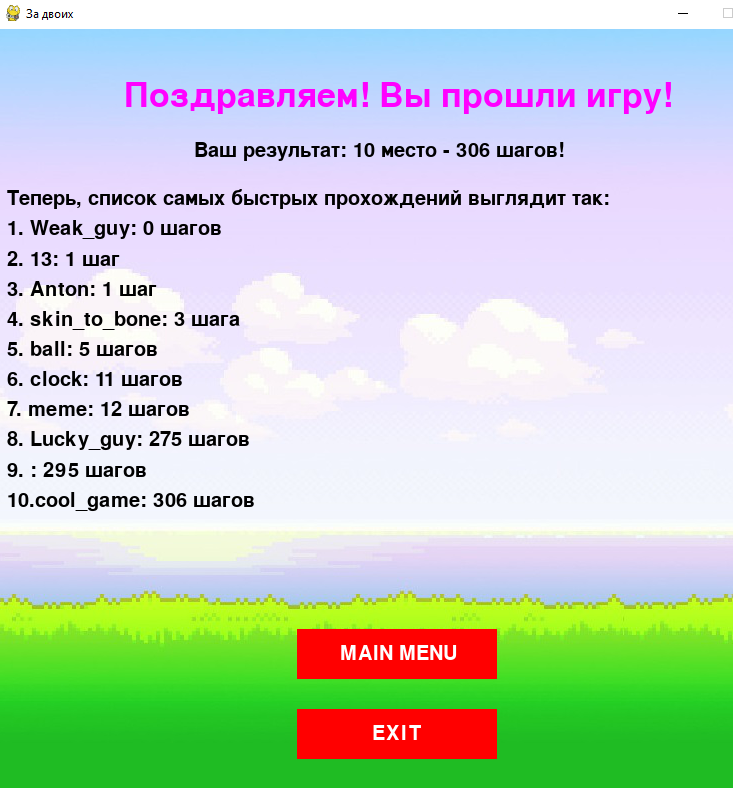 За двоих
Поздравляем! Вы прошли игру!
Ваш результат: 10 место - 306 шагов!
Теперь, список самых быстрых прохождений выглядит так:
1. Weak_guy: 0 шагов
2. 13: 1 шаг
3. Anton: 1 шаг
4. skin_to_bone: 3 шага
5. ball: 5 шагов
6. clock: 11 шагов
7. meme: 12 шагов
8. Lucky_guy: 275 шагов
9. : 295 шагов
10.cool_game: 306 шагов
MAIN MENU
EXIT